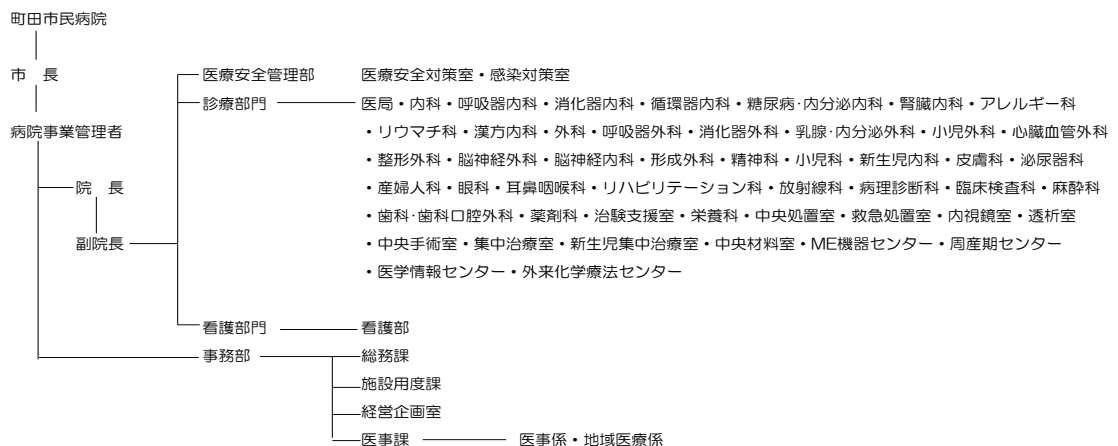 町田市民病院
市　長
医療安全管理部　医療安全対策室・感染対策室
診療部門　医局・内科・呼吸器内科・消化器内科・循環器内科・糖尿病･内分泌内科・腎臓内科・アレルギー科
病院事業管理者　・リウマチ科・漢方内科・外科・呼吸器外科・消化器外科・乳腺･内分泌外科・小児外科・心臓血管外科
・整形外科・脳神経外科・脳神経内科・形成外科・精神科・小児科・新生児内科・皮膚科・泌尿器科
院　長　・産婦人科・眼科・耳鼻咽喉科・リハビリテーション科・放射線科・病理診断科・臨床検査科・麻酔科
・歯科･歯科口腔外科・薬剤科・治験支援室・栄養科・中央処置室・救急処置室・内視鏡室・透析室
副院長　・中央手術室・集中治療室・新生児集中治療室・中央材料室・ME機器センター・周産期センター
・医学情報センター・外来化学療法センター
看護部門　看護部
事務部　総務課
施設用度課
経営企画室
医事課　医事係・地域医療係